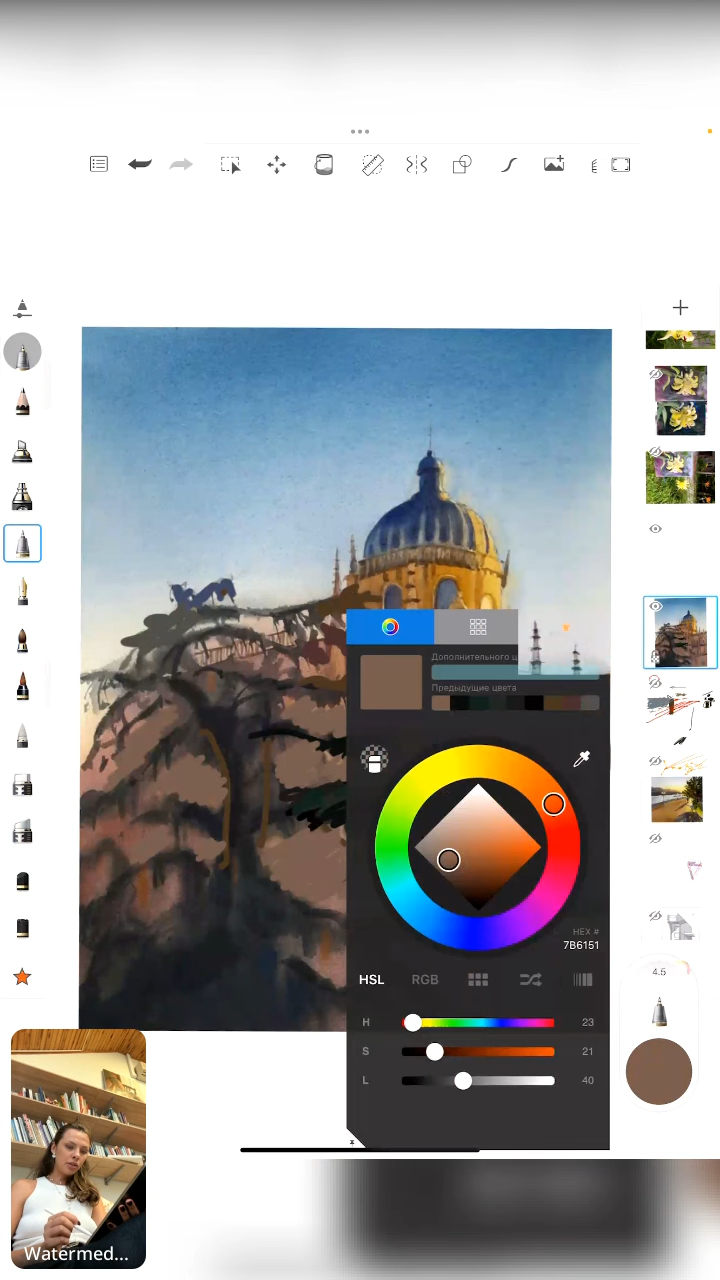 Дополнительного ц
Предыдущие цвета
HEX #
7B6151
HSL
RGB
H 23
S 21
L 40
4.5
Watermed...